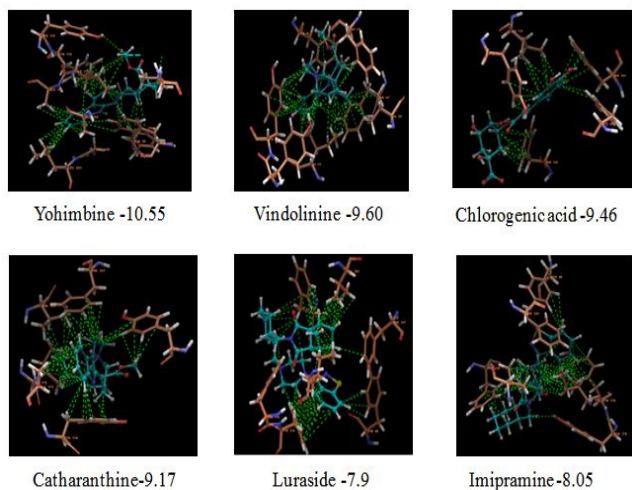 Yohimbine -10.55
Vindolinine -9.60
Chlorogenic acid -9.46
Catharanthine-9.17
Luraside -7.9
Imipramine -8.05